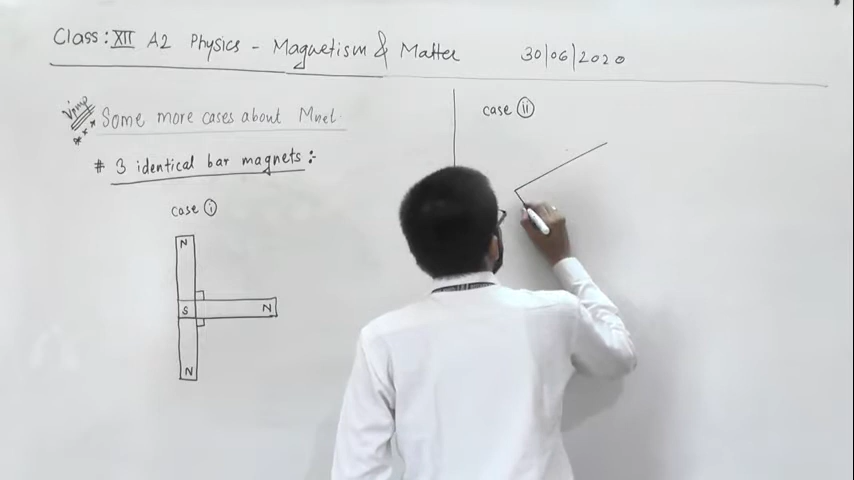 Class: XII A2 Physics - Magnetism & Matter 30/06/2020
V.imp
*** Some more cases about Mnet
# 3 identical bar magnets:-
case (i)
N
S N
N
case (ii)